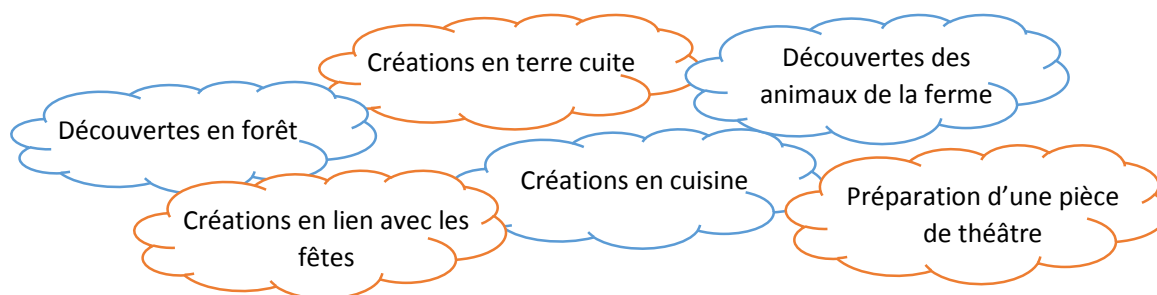 Créations en terre cuite
Découvertes des
animaux de la ferme
Découvertes en forêt
Créations en cuisine
Préparation d’une pièce
de théâtre
Créations en lien avec les
fêtes